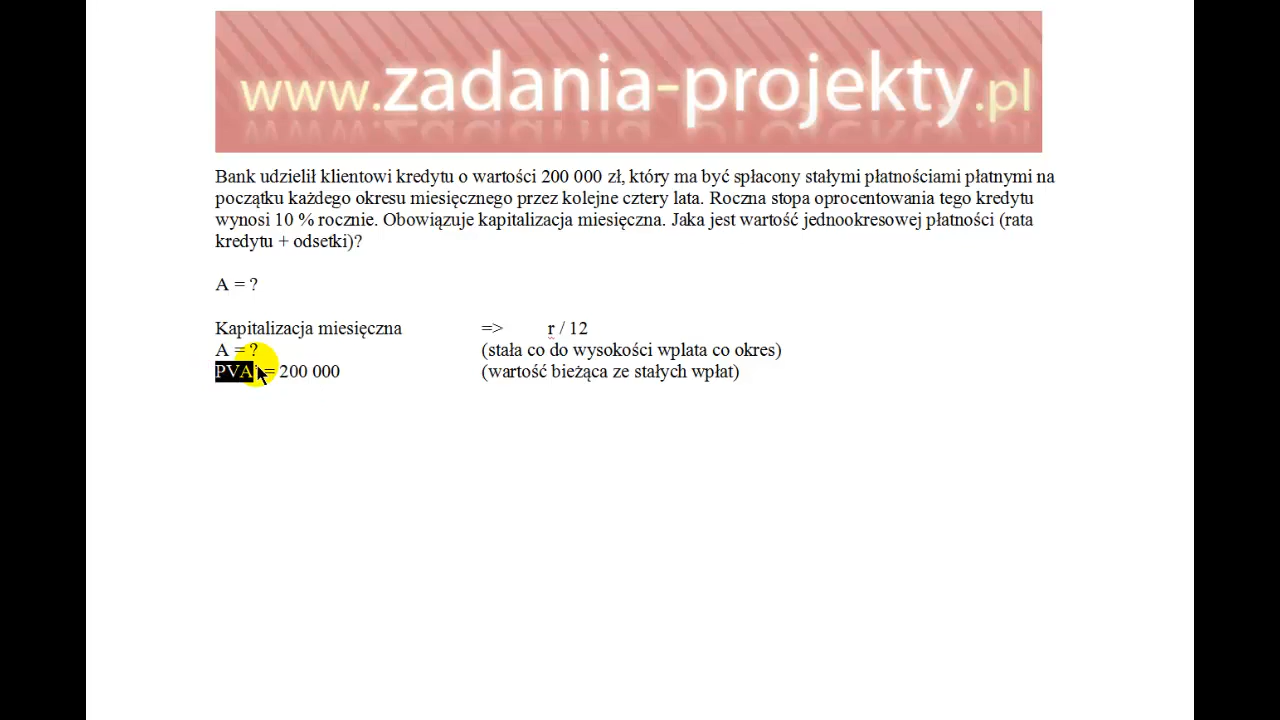 www.zadania-projekty.pl
Bank udzielił klientowi kredytu o wartości 200 000 zł, który ma być spłacony stałymi płatnościami płatnymi na
początku każdego okresu miesięcznego przez kolejne cztery lata. Roczna stopa oprocentowania tego kredytu
wynosi 10 % rocznie. Obowiązuje kapitalizacja miesięczna. Jaka jest wartość jednookresowej płatności (rata
kredytu + odsetki)?
A = ?
Kapitalizacja miesięczna => r / 12
A = ? (stała co do wysokości wplata co okres)
PVA = 200 000 (wartość bieżąca ze stałych wpłat)